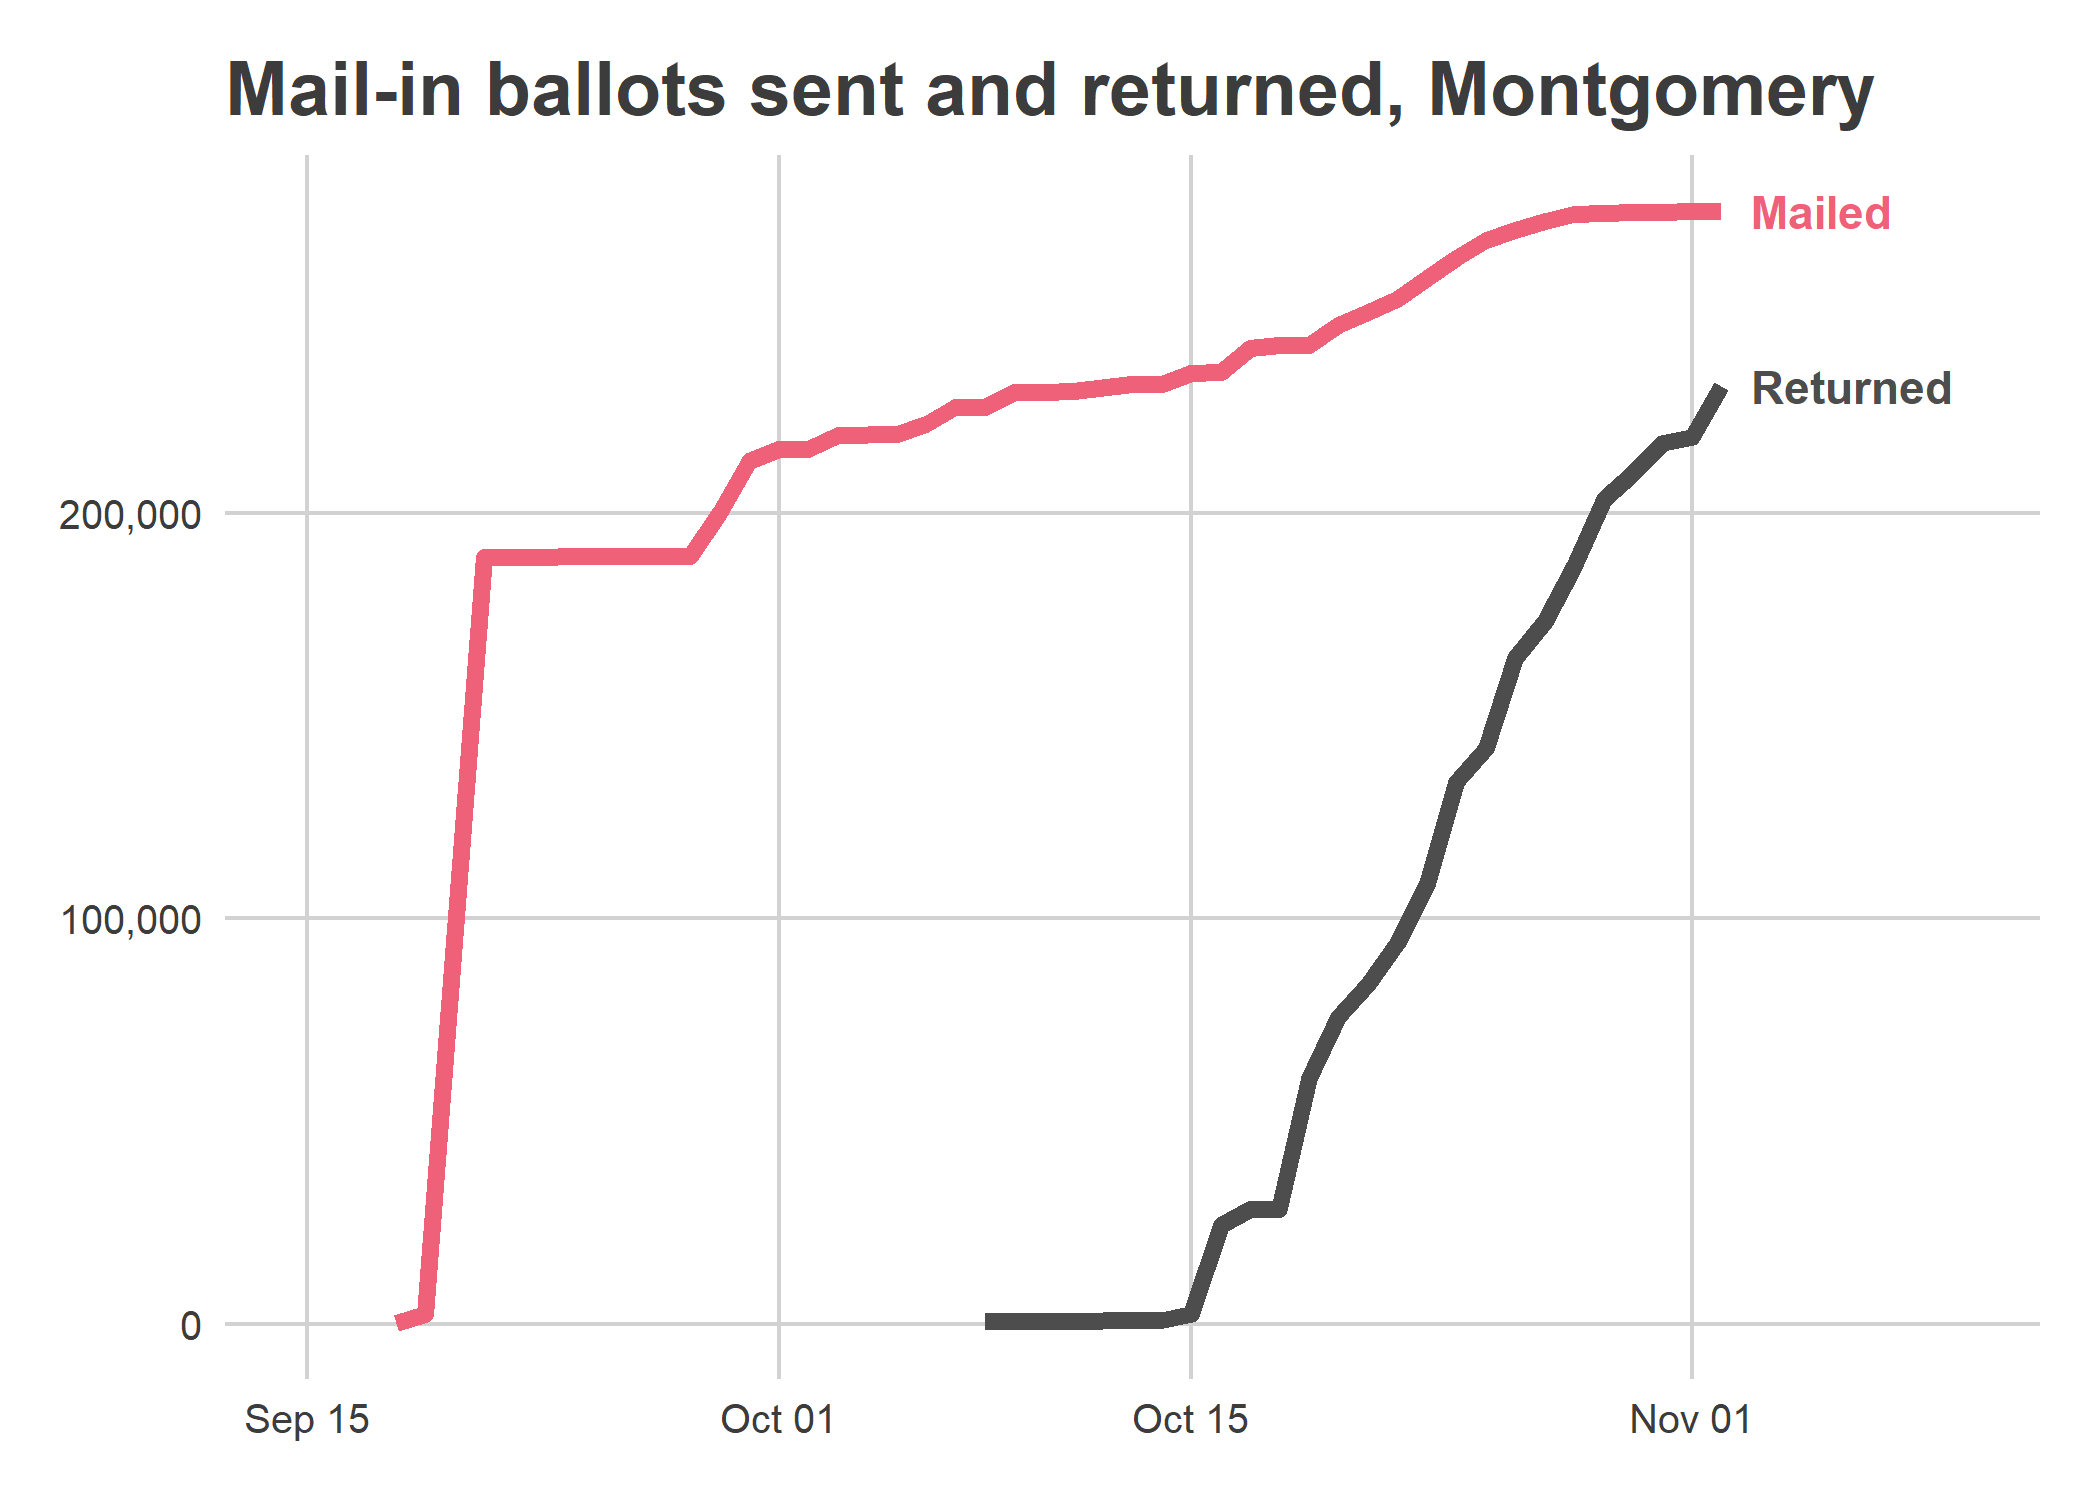 Mail-in ballots sent and returned, Montgomery
Mailed
Returned
200,000
100,000
0
Sep 15
Oct 01
Oct 15
Nov 01